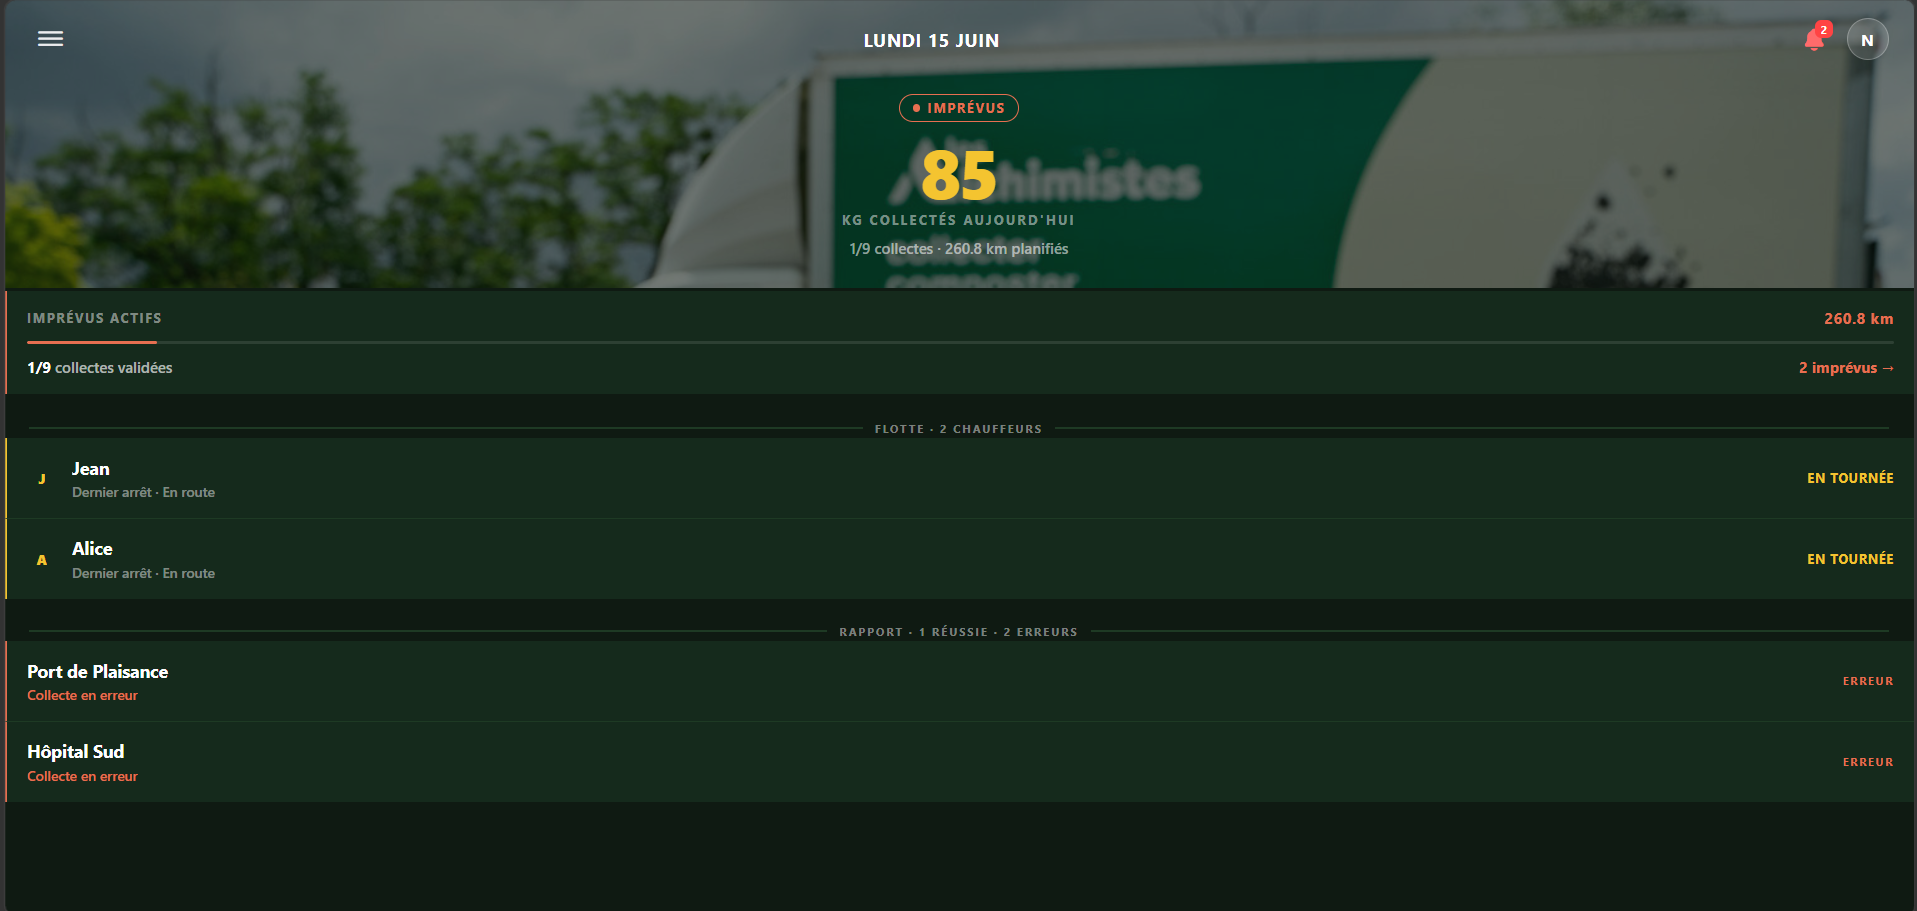 LUNDI 15 JUIN
2
N
IMPRÉVUS
85
KG COLLECTÉS AUJOURD'HUI
1/9 collectes · 260.8 km planifiés
composter
IMPRÉVUS ACTIFS
260.8 km
1/9 collectes validées
2 imprévus →
FLOTTE · 2 CHAUFFEURS
J
Jean
Dernier arrêt · En route
EN TOURNÉE
A
Alice
Dernier arrêt · En route
EN TOURNÉE
RAPPORT · 1 RÉUSSIE · 2 ERREURS
Port de Plaisance
Collecte en erreur
ERREUR
Hôpital Sud
Collecte en erreur
ERREUR